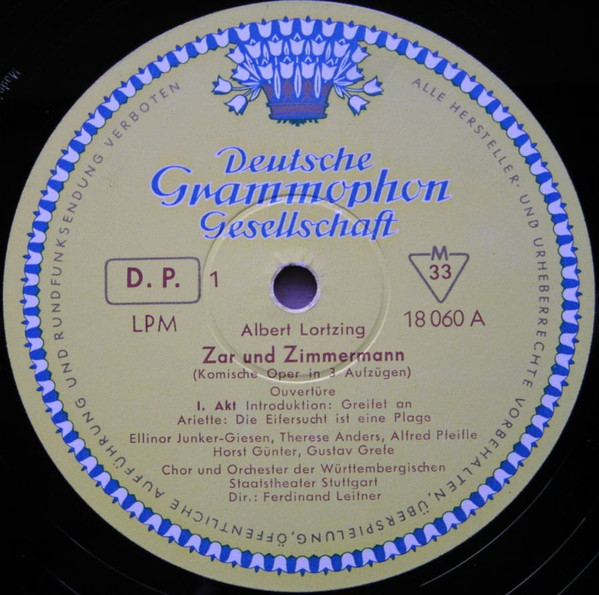 Deutsche
Grammophon
Gesellschaft
ALLE HERSTELLER- UND URHEBERRECHTE VORBEHALTEN, ÜBERSPIELUNG, ÖFFENTLICHE AUFFÜHRUNG UND RUNDFUNKSENDUNG VERBOTEN
D. P. 1
M
33
LPM
18 060 A
Albert Lortzing
Zar und Zimmermann
(Komische Oper in 3 Aufzügen)
Ouvertüre
I. Akt Introduktion: Greifet an
Ariette: Die Eifersucht ist eine Plage
Ellinor Junker-Giesen, Therese Anders, Alfred Pfeifle
Horst Günter, Gustav Grefe
Chor und Orchester der Württembergischen
Staatstheater Stuttgart
Dir.: Ferdinand Leitner